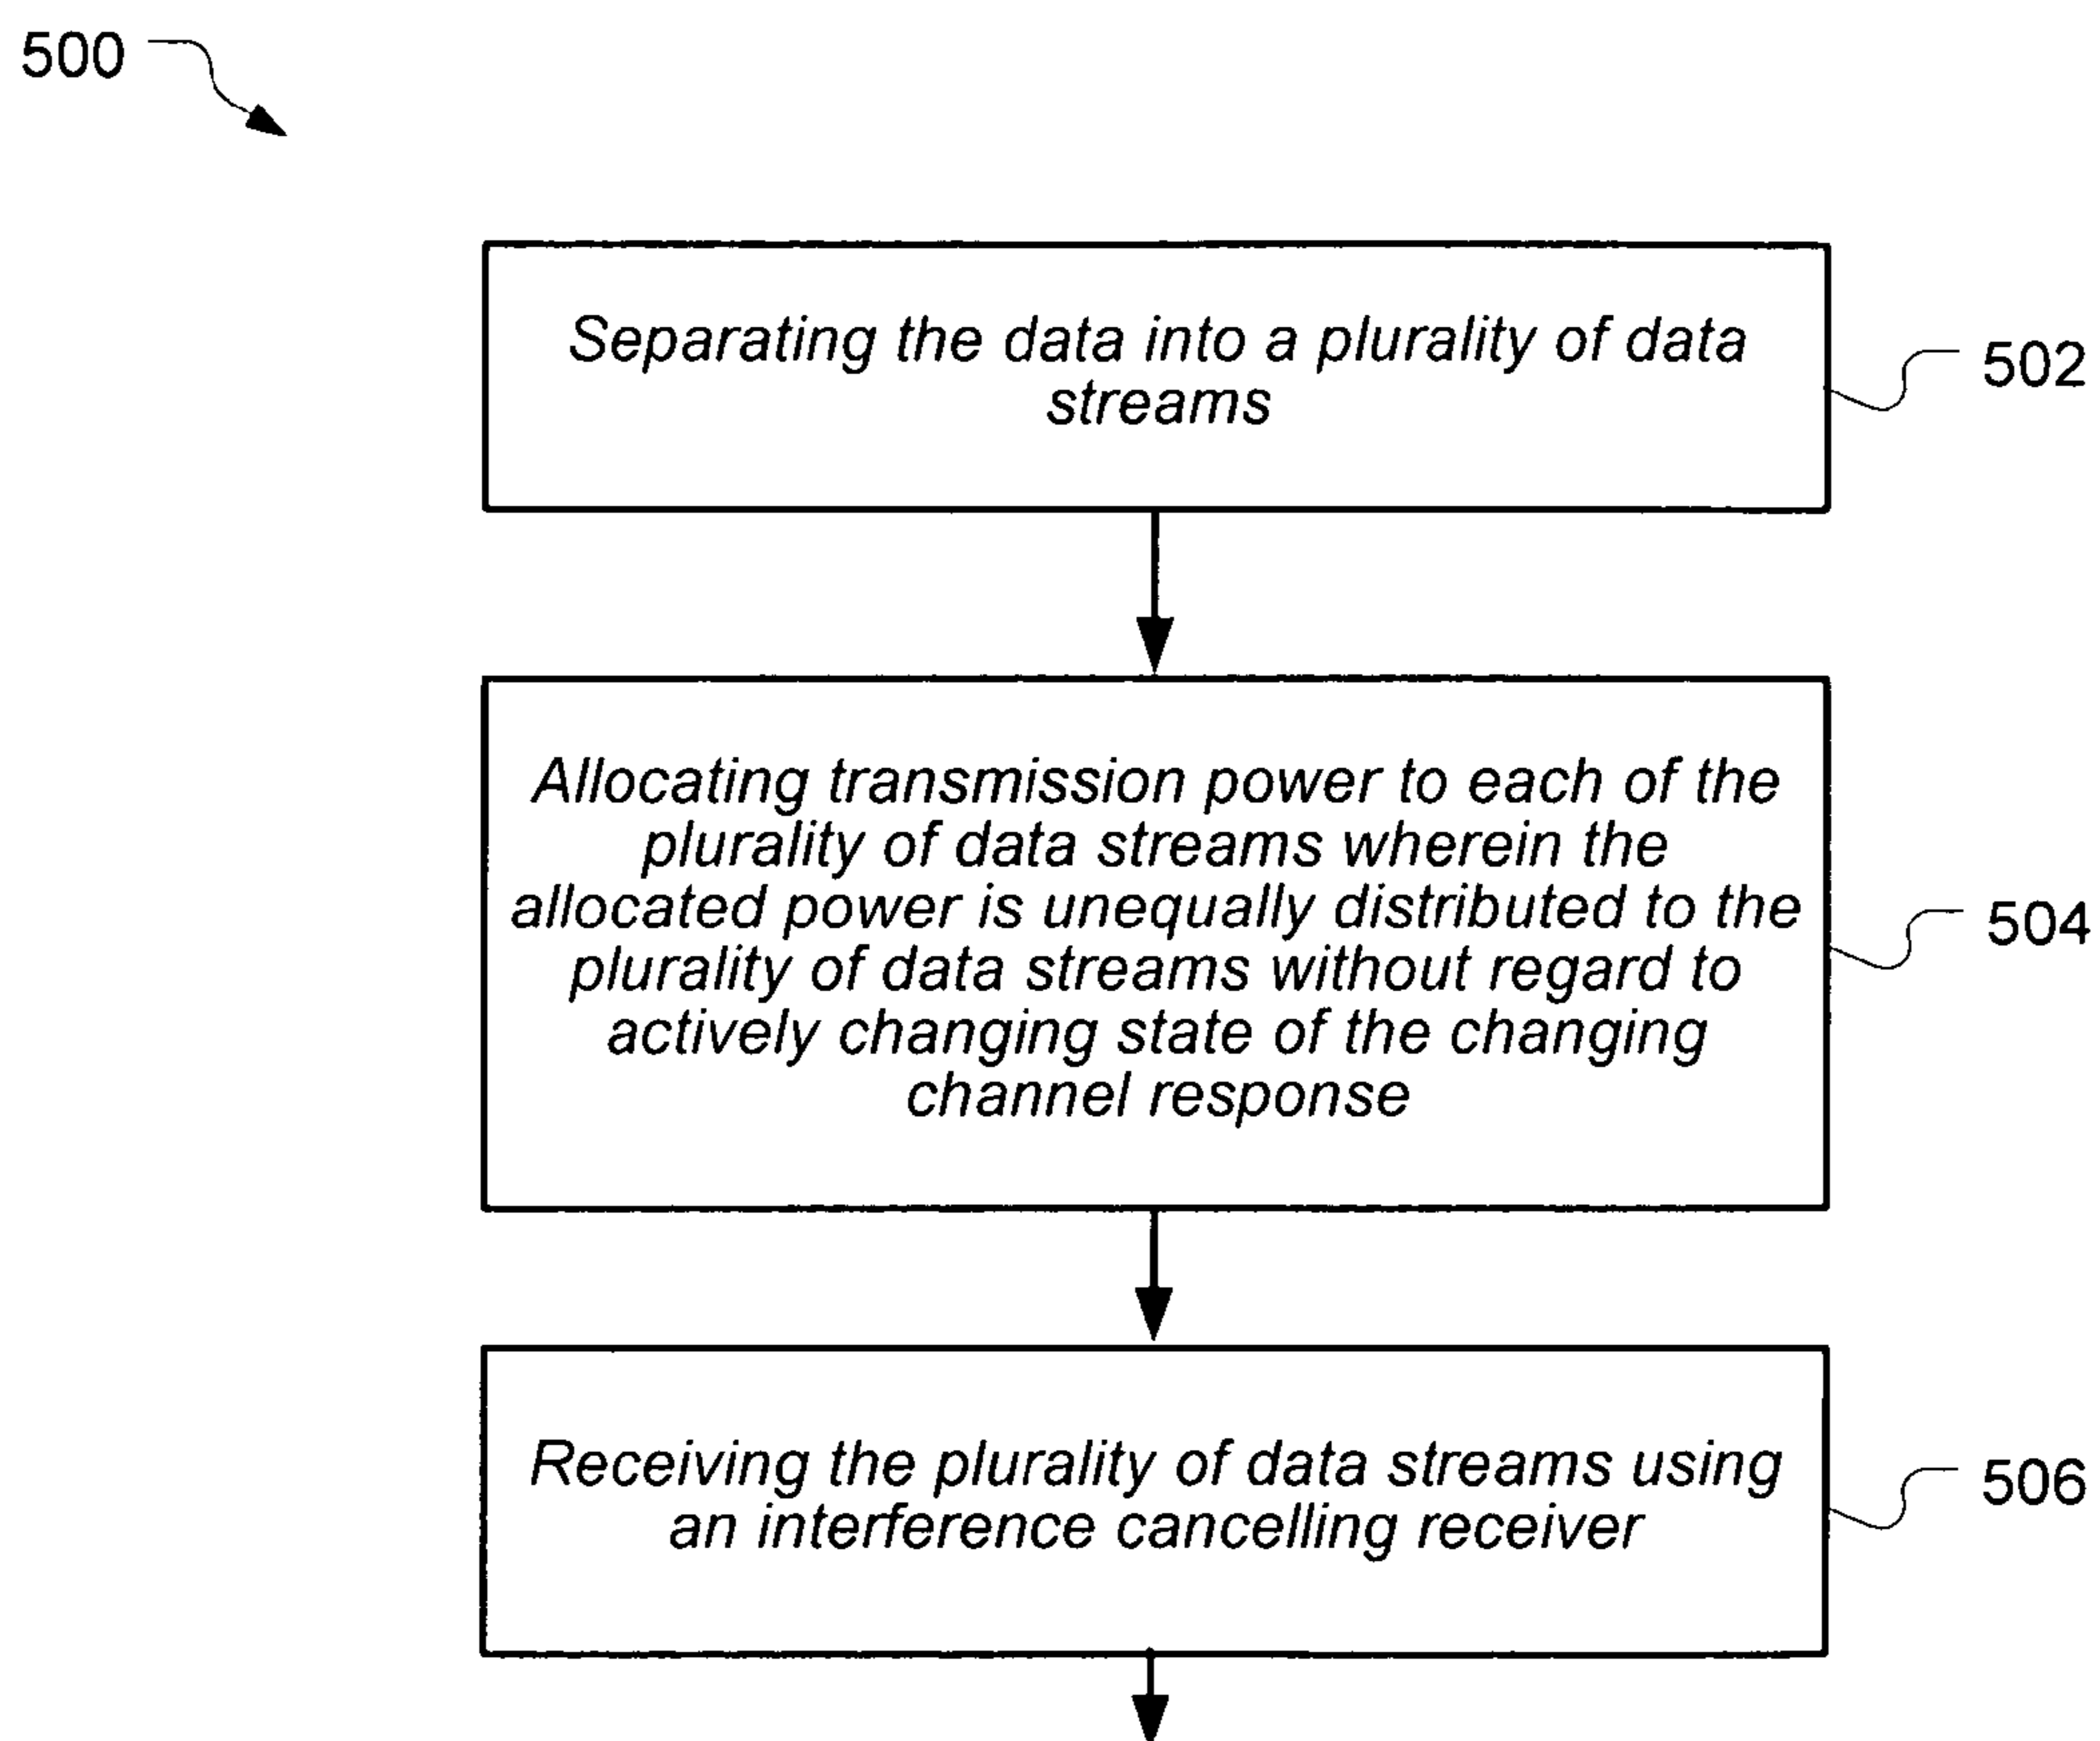 500
Separating the data into a plurality of data
streams
502
Allocating transmission power to each of the
plurality of data streams wherein the
allocated power is unequally distributed to the
plurality of data streams without regard to
actively changing state of the changing
channel response
504
Receiving the plurality of data streams using
an interference cancelling receiver
506